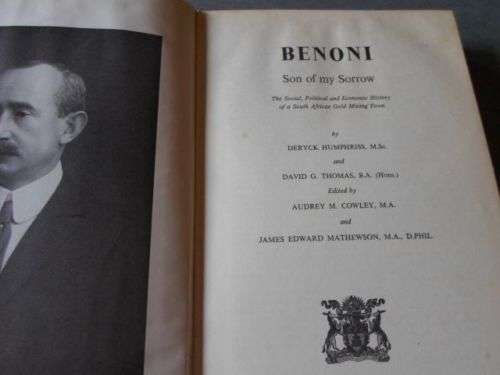 BENONI
Son of my Sorrow
The Social, Political and Economic History
of a South African Gold Mining Town
by
DERYCK HUMPHRISS, M.Sc.
and
DAVID G. THOMAS, B.A. (Hons.)
Edited by
AUDREY M. COWLEY, M.A.
and
JAMES EDWARD MATHEWSON, M.A., D.PHIL.